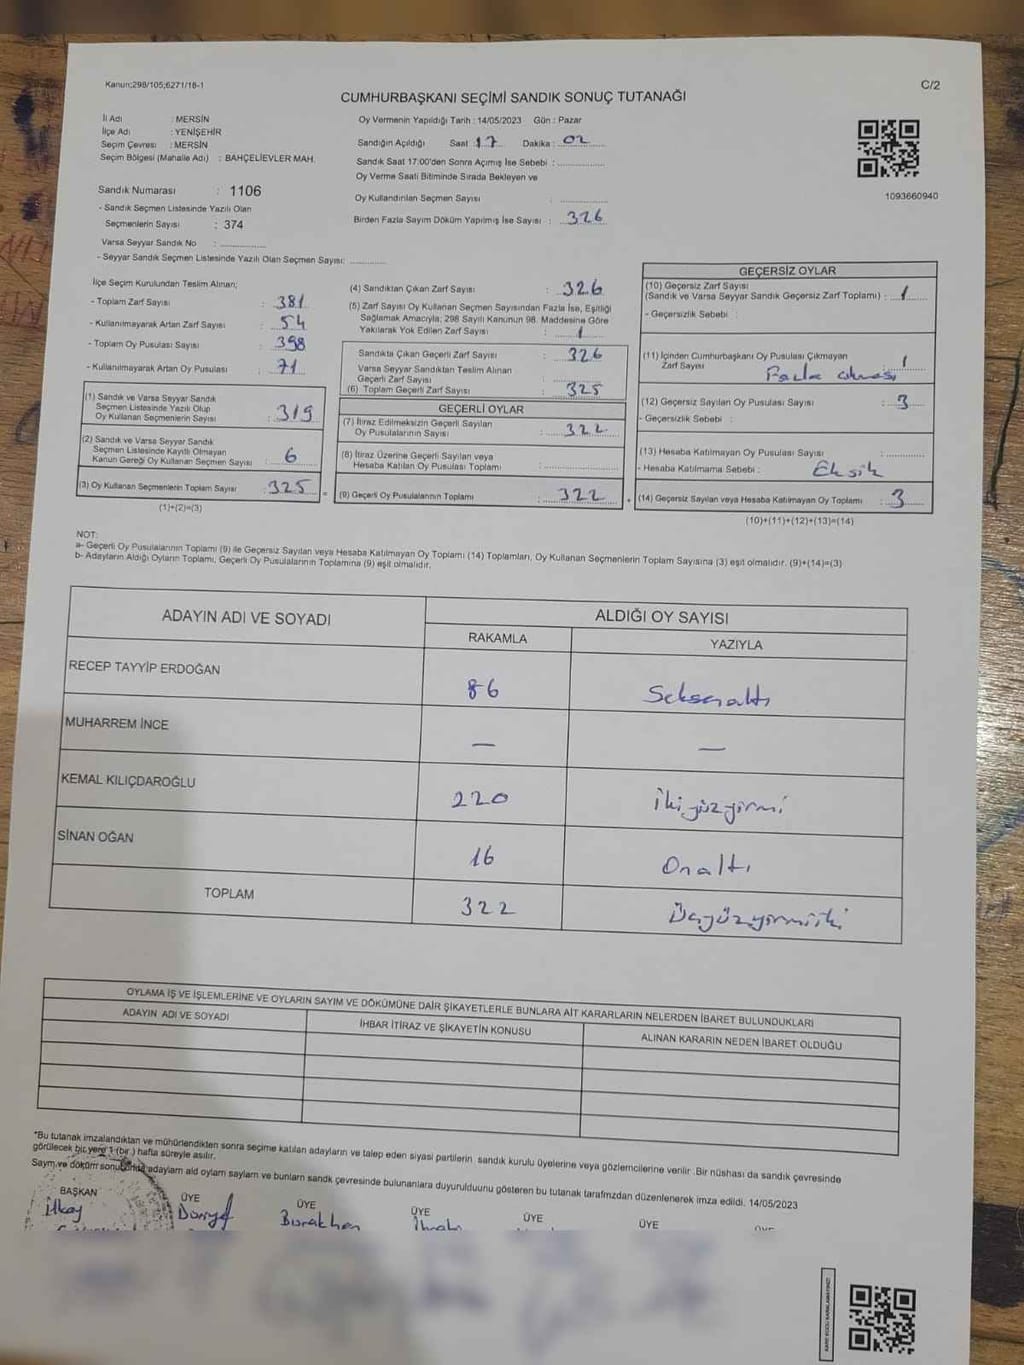 Kanun;298/105;6271/16-1
C/2
CUMHURBAŞKANI SEÇİMİ SANDIK SONUÇ TUTANAĞI
İl Adı : MERSİN
İlçe Adı : YENİŞEHİR
Seçim Çevresi : MERSİN
Seçim Bölgesi (Mahalle Adı) : BAHÇELİEVLER MAH.
Sandık Numarası : 1106
- Sandık Seçmen Listesinde Yazılı Olan
Seçmenlerin Sayısı : 374
Varsa Seyyar Sandık No : ..............
- Seyyar Sandık Seçmen Listesinde Yazılı Olan Seçmen Sayısı: ............
Oy Vermenin Yapıldığı Tarih : 14/05/2023 Gün : Pazar
Sandığın Açıldığı Saat : 17 Dakika : 02
Sandık Saat 17:00'den Sonra Açımış İse Sebebi : ..............
Oy Verme Saati Bitiminde Sırada Bekleyen ve
Oy Kullandırılan Seçmen Sayısı : ..............
Birden Fazla Sayım Döküm Yapılmış İse Sayısı : 326
1093660940
İlçe Seçim Kurulundan Teslim Alınan;
- Toplam Zarf Sayısı : 381
- Kullanılmayarak Artan Zarf Sayısı : 54
- Toplam Oy Pusulası Sayısı : 398
- Kullanılmayarak Artan Oy Pusulası : 71
(1) Sandık ve Varsa Seyyar Sandık
Seçmen Listesinde Yazılı Olup
Oy Kullanan Seçmenlerin Sayısı : 319
(2) Sandık ve Varsa Seyyar Sandık
Seçmen Listesinde Kayıtlı Olmayan
Kanun Gereği Oy Kullanan Seçmen Sayısı : 6
(3) Oy Kullanan Seçmenlerin Toplam Sayısı : 325 =
(1)+(2)=(3)
(4) Sandıktan Çıkan Zarf Sayısı : 326
(5) Zarf Sayısı Oy Kullanan Seçmen Sayısından Fazla İse, Eşitliği
Sağlamak Amacıyla; 298 Sayılı Kanunun 98. Maddesine Göre
Yakılarak Yok Edilen Zarf Sayısı : 1
Sandıkta Çıkan Geçerli Zarf Sayısı : 326
Varsa Seyyar Sandıktan Teslim Alınan
Geçerli Zarf Sayısı : ..............
(6) Toplam Geçerli Zarf Sayısı : 325
GEÇERLİ OYLAR
(7) İtiraz Edilmeksizin Geçerli Sayılan
Oy Pusulalarının Sayısı : 322
(8) İtiraz Üzerine Geçerli Sayılan veya
Hesaba Katılan Oy Pusulası Toplamı : ..............
(9) Geçerli Oy Pusulalarının Toplamı : 322 +
GEÇERSİZ OYLAR
(10) Geçersiz Zarf Sayısı
(Sandık ve Varsa Seyyar Sandık Geçersiz Zarf Toplamı) : 1
- Geçersizlik Sebebi :
(11) İçinden Cumhurbaşkanı Oy Pusulası Çıkmayan
Zarf Sayısı : 1
Fazla olması
(12) Geçersiz Sayılan Oy Pusulası Sayısı : 3
- Geçersizlik Sebebi :
(13) Hesaba Katılmayan Oy Pusulası Sayısı : ..............
- Hesaba Katılmama Sebebi : Eksik
(14) Geçersiz Sayılan veya Hesaba Katılmayan Oy Toplamı : 3
(10)+(11)+(12)+(13)=(14)
NOT:
a- Geçerli Oy Pusulalarının Toplamı (9) ile Geçersiz Sayılan veya Hesaba Katılmayan Oy Toplamı (14) Toplamları, Oy Kullanan Seçmenlerin Toplam Sayısına (3) eşit olmalıdır. (9)+(14)=(3)
b- Adayların Aldığı Oyların Toplamı, Geçerli Oy Pusulalarının Toplamına (9) eşit olmalıdır.
ADAYIN ADI VE SOYADI ALDIĞI OY SAYISI
RAKAMLA YAZIYLA
RECEP TAYYİP ERDOĞAN 86 Seksenaltı
MUHARREM İNCE — —
KEMAL KILIÇDAROĞLU 220 İkiyüzyirmi
SİNAN OĞAN 16 Onaltı
TOPLAM 322 Üçyüzyirmiiki
OYLAMA İŞ VE İŞLEMLERİNE VE OYLARIN SAYIM VE DÖKÜMÜNE DAİR ŞİKAYETLERLE BUNLARA AİT KARARLARIN NELERDEN İBARET BULUNDUKLARI
ADAYIN ADI VE SOYADI İHBAR İTİRAZ VE ŞİKAYETİN KONUSU ALINAN KARARIN NEDEN İBARET OLDUĞU
"Bu tutanak imzalandıktan ve mühürlendikten sonra seçime katılan adayların ve talep eden siyasi partilerin sandık kurulu üyelerine veya gözlemcilerine verilir. Bir nüshası da sandık çevresinde
görülecek bir yere 1 (bir ) hafta süreyle asılır.
Sayım ve döküm sonucunda adayların ald oylarn sayları ve bunların sandk çevresinde bulunanlara duyurulduunu gösteren bu tutanak tarafmzdan düzenlenerek imza edildi. 14/05/2023
BAŞKAN ÜYE ÜYE ÜYE ÜYE ÜYE
İlkay Burakhan